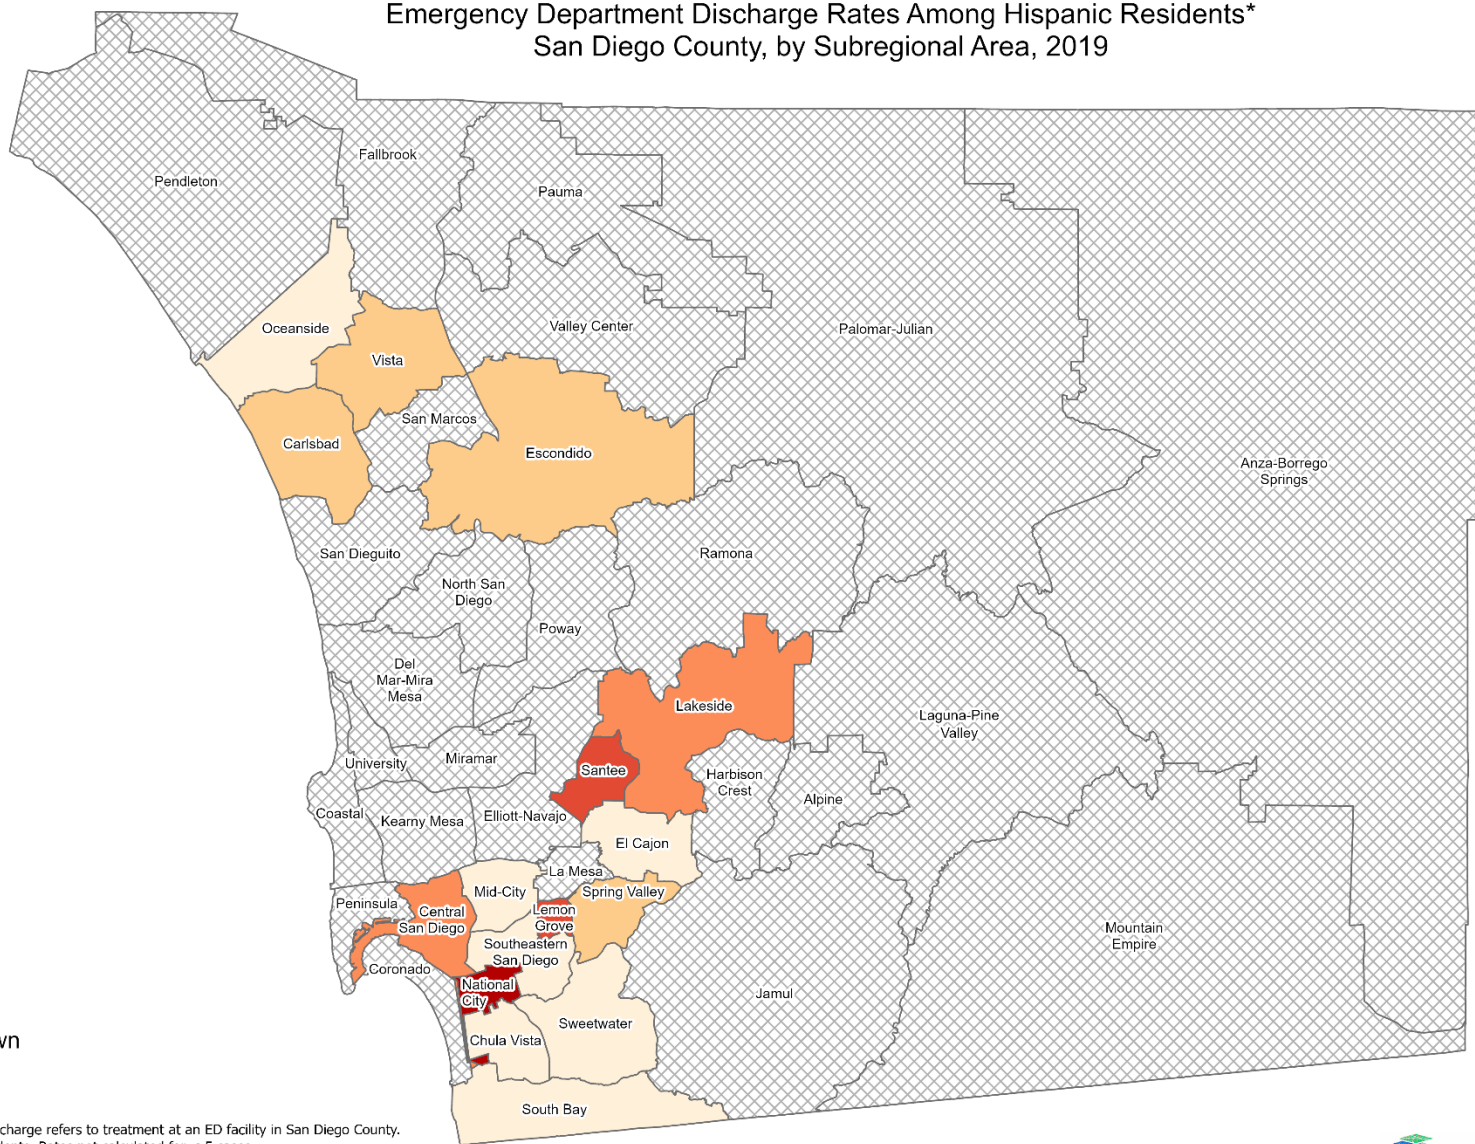 Emergency Department Discharge Rates Among Hispanic Residents*
San Diego County, by Subregional Area, 2019
Fallbrook
Pendleton
Pauma
Oceanside
Valley Center
Palomar-Julian
Vista
San Marcos
Carlsbad
Escondido
Anza-Borrego
Springs
San Dieguito
Ramona
North San
Diego
Poway
Del
Mar-Mira
Mesa
Lakeside
Laguna-Pine
Valley
University
Miramar
Santee
Harbison
Crest
Alpine
Coastal
Kearny Mesa
Elliott-Navajo
El Cajon
La Mesa
Mid-City
Spring Valley
Peninsula
Central
San Diego
Lemon
Grove
Southeastern
San Diego
Mountain
Empire
Coronado
National
City
Jamul
Sweetwater
Chula Vista
wn
South Bay
charge refers to treatment at an ED facility in San Diego County.